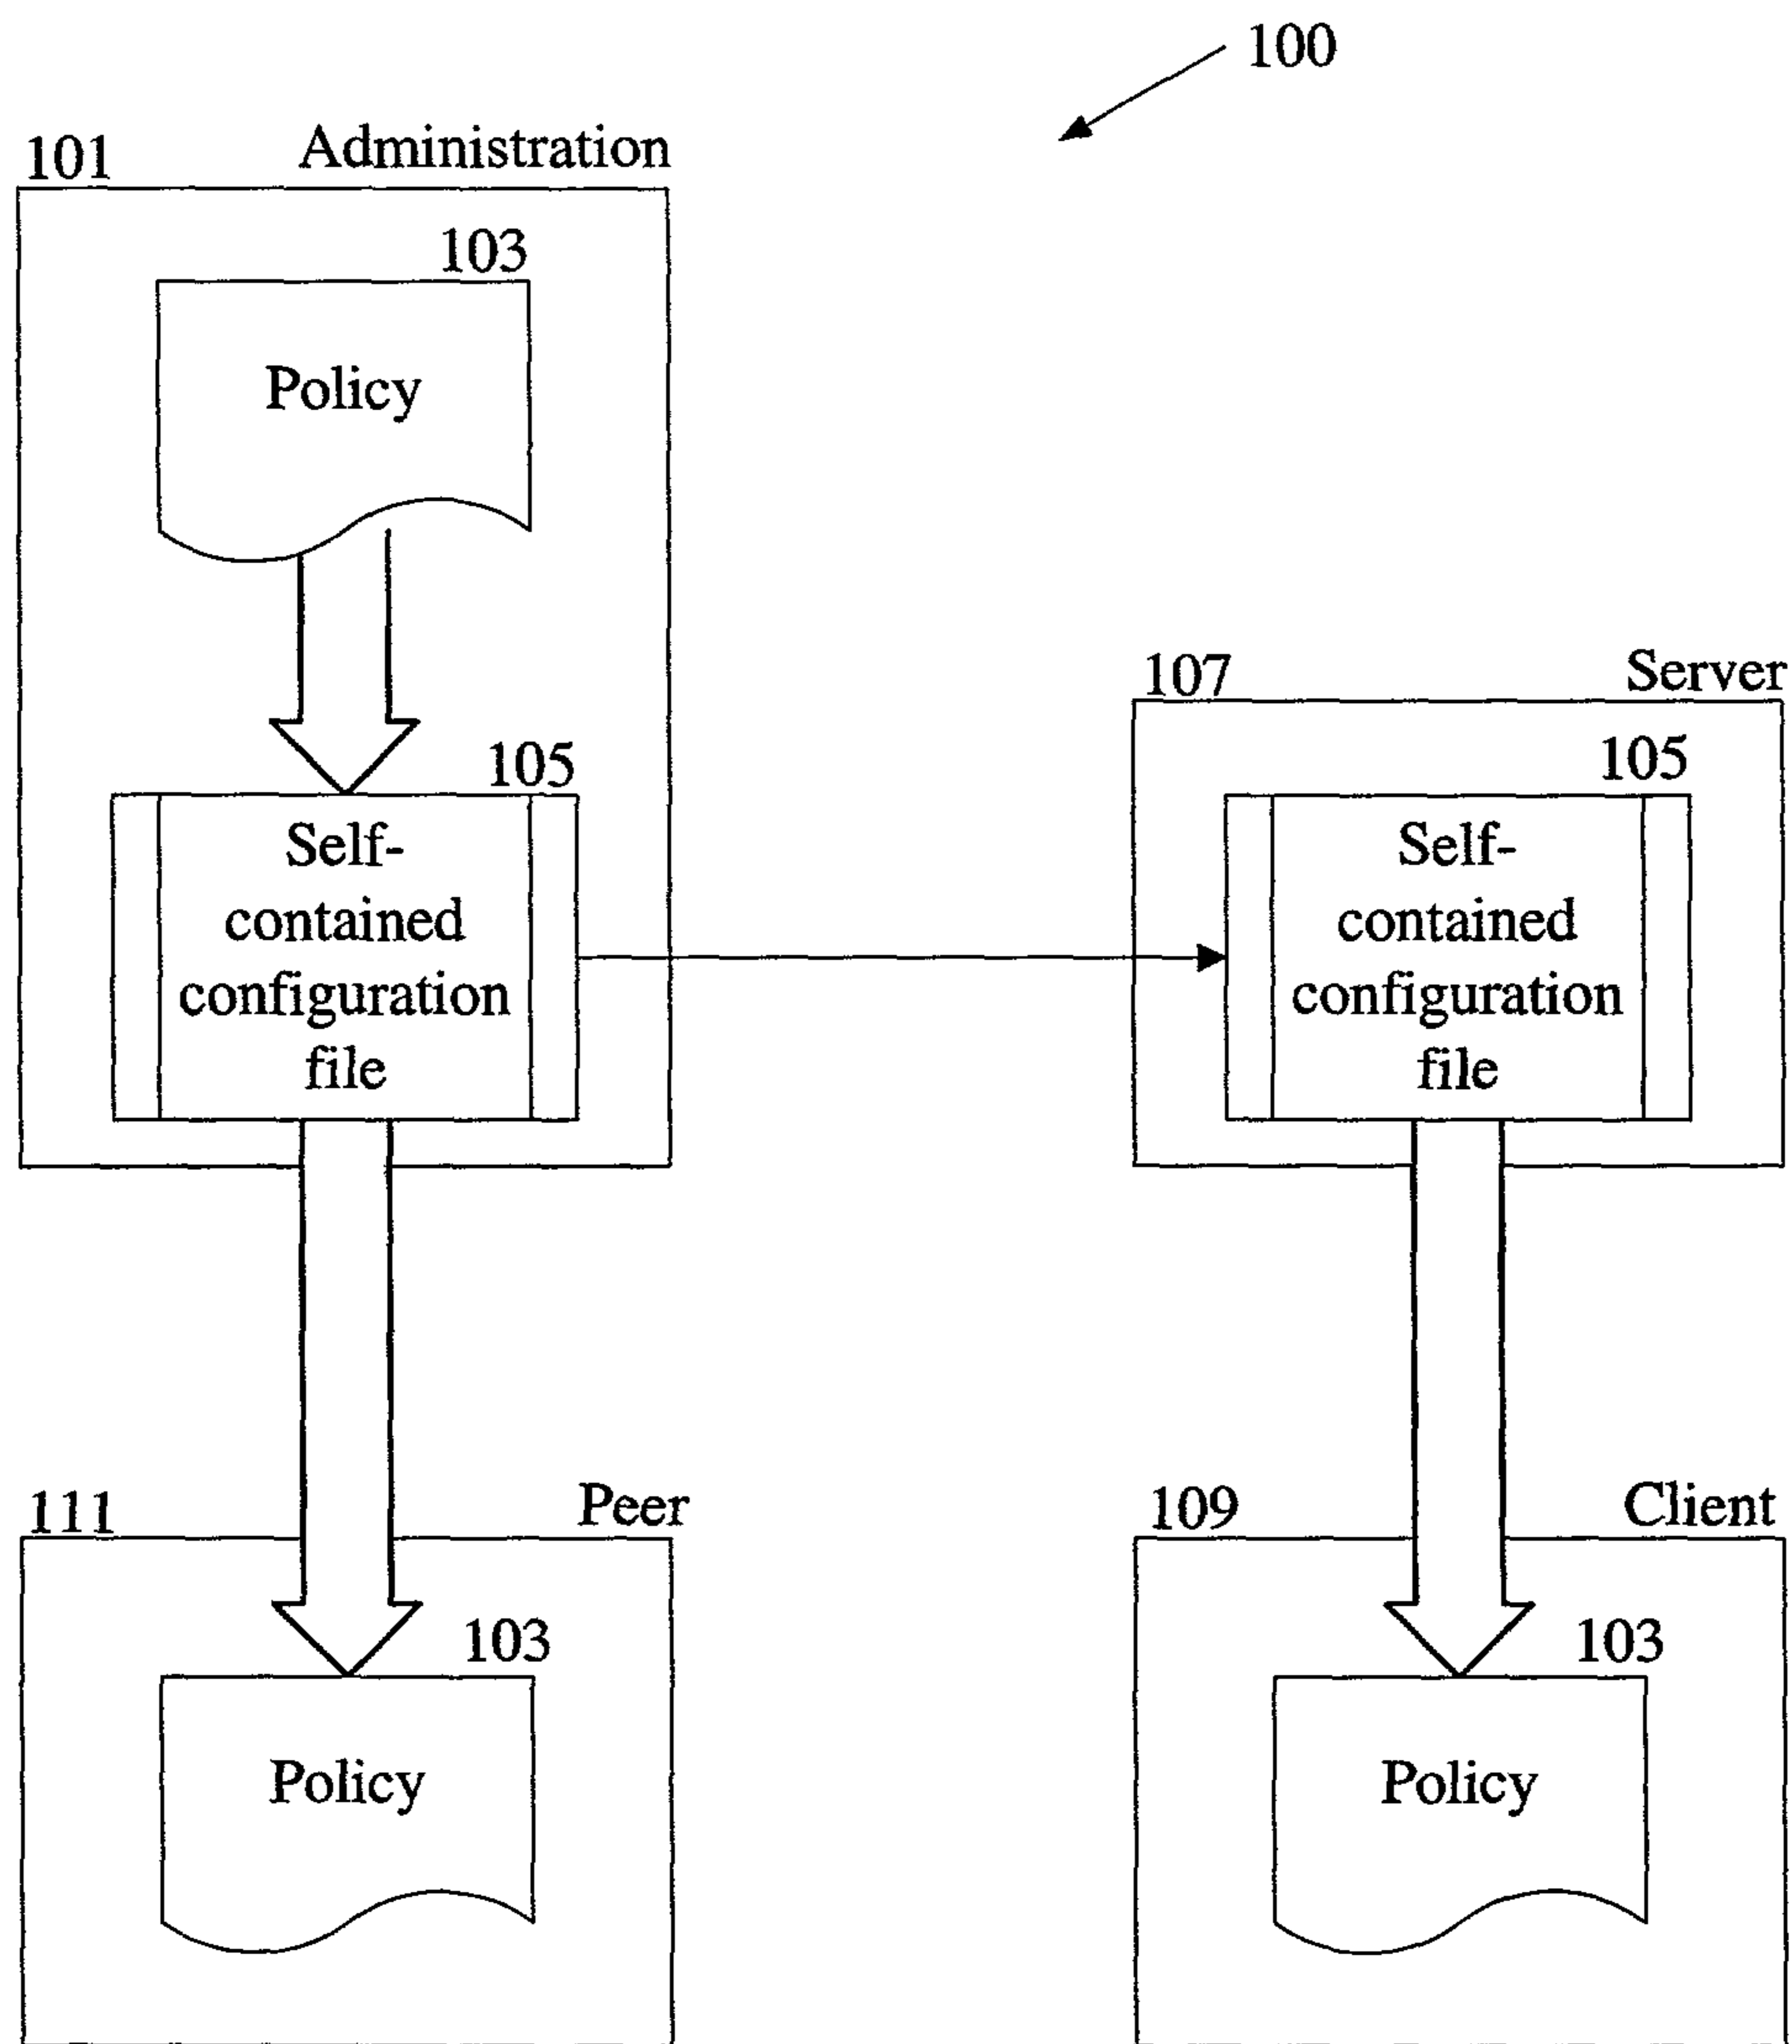 100
101
Administration
103
Policy
105
Self-
contained
configuration
file
107
Server
105
Self-
contained
configuration
file
111
Peer
103
Policy
109
Client
103
Policy